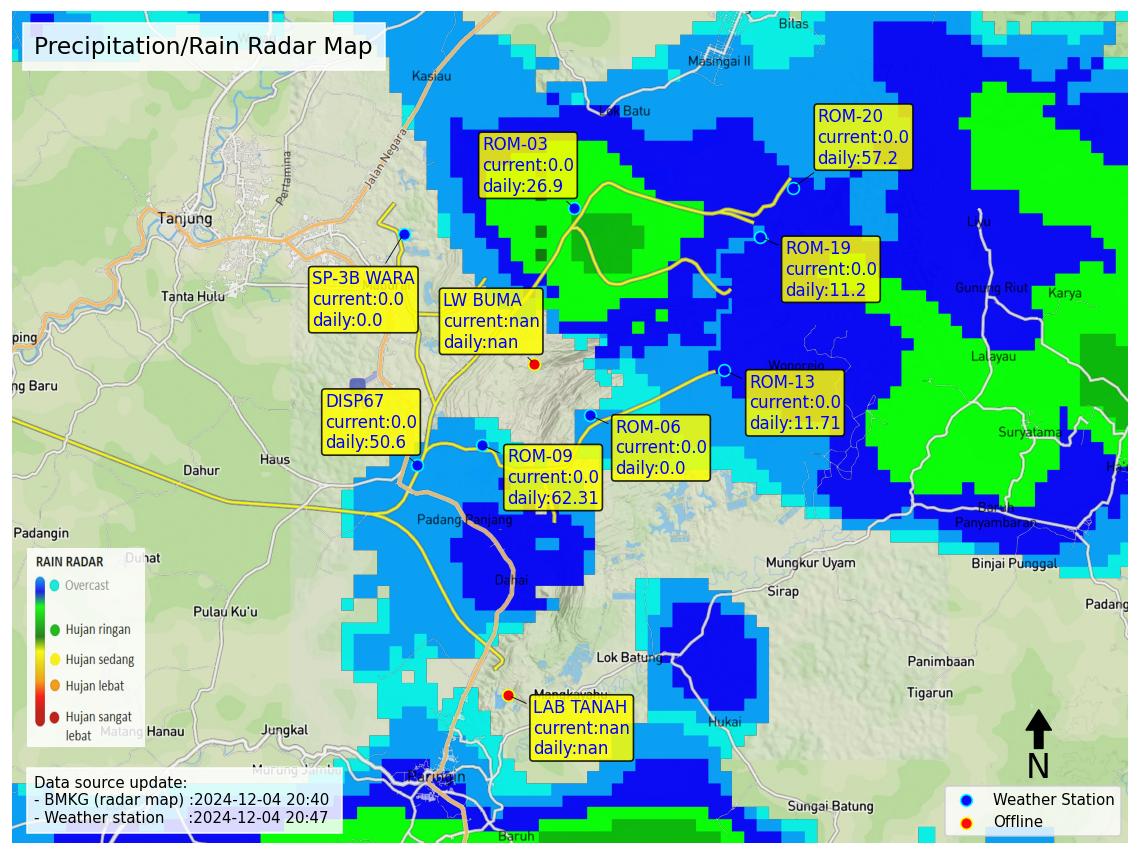 Precipitation/Rain Radar Map
Bilas
Masingai II
Kasiau
Lok Batu
ROM-20
current:0.0
daily:57.2
ROM-03
current:0.0
daily:26.9
Jalan Negara
Pertamina
Tanjung
Liyu
ROM-19
current:0.0
daily:11.2
SP-3B WARA
current:0.0
daily:0.0
LW BUMA
current:nan
daily:nan
Tanta Hulu
Gunung Riut
Karya
ping
Lalayau
Wonorejo
ng Baru
ROM-13
current:0.0
daily:11.71
DISP67
current:0.0
daily:50.6
ROM-06
current:0.0
daily:0.0
Suryatama
ROM-09
current:0.0
daily:62.31
Haus
Dahur
Ha
Baruh
Panyambaran
Padang Panjang
Padangin
Duhat
Mungkur Uyam
Binjai Punggal
RAIN RADAR
Overcast
Hujan ringan
Hujan sedang
Hujan lebat
Hujan sangat
lebat
Dahai
Sirap
Pulau Ku'u
Padang
Lok Batung
Panimbaan
Mangkayahu
Tigarun
LAB TANAH
current:nan
daily:nan
Hukai
Matang Hanau
Jungkal
Murung Jambu
Paringin
N
Data source update:
- BMKG (radar map) :2024-12-04 20:40
- Weather station :2024-12-04 20:47
Weather Station
Offline
Sungai Batung
Baruh